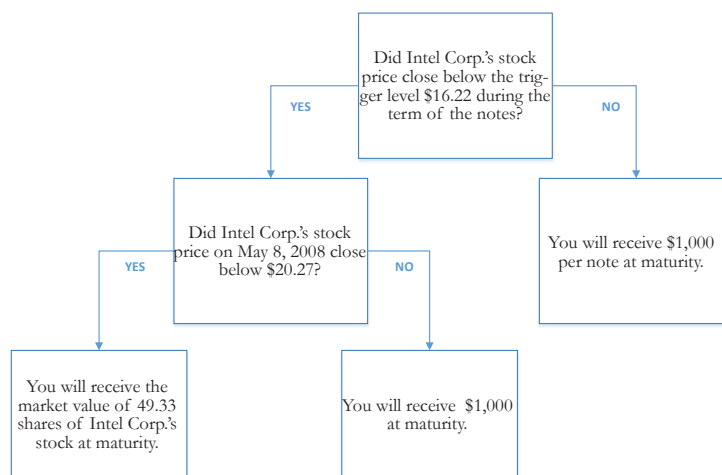 Did Intel Corp.'s stock
price close below the trig-
ger level $16.22 during the
term of the notes?
YES
NO
Did Intel Corp.'s stock
price on May 8, 2008 close
below $20.27?
You will receive $1,000
per note at maturity.
YES
NO
You will receive the
market value of 49.33
shares of Intel Corp.'s
stock at maturity.
You will receive $1,000
at maturity.